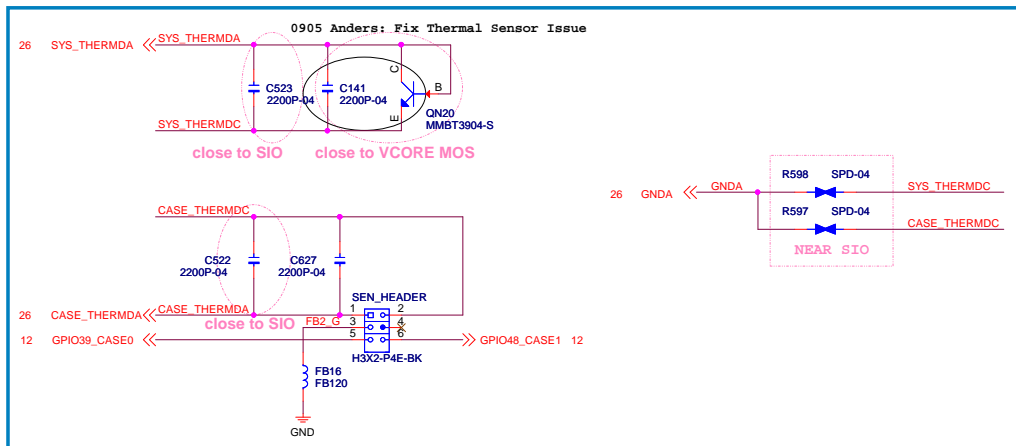 0905 Anders: Fix Thermal Sensor Issue
26 SYS_THERMDA SYS_THERMDA
C523
2200P-04
C141
2200P-04
C
B
E
QN20
MMBT3904-S
SYS_THERMDC
close to SIO
close to VCORE MOS
R598 SPD-04
26 GNDA GNDA
SYS_THERMDC
R597 SPD-04
CASE_THERMDC
NEAR SIO
CASE_THERMDC
C522
2200P-04
C627
2200P-04
SEN_HEADER
26 CASE_THERMDA CASE_THERMDA
1 2
close to SIO
FB2_G 3 4
12 GPIO39_CASE0
5 6
GPIO48_CASE1 12
H3X2-P4E-BK
FB16
FB120
GND